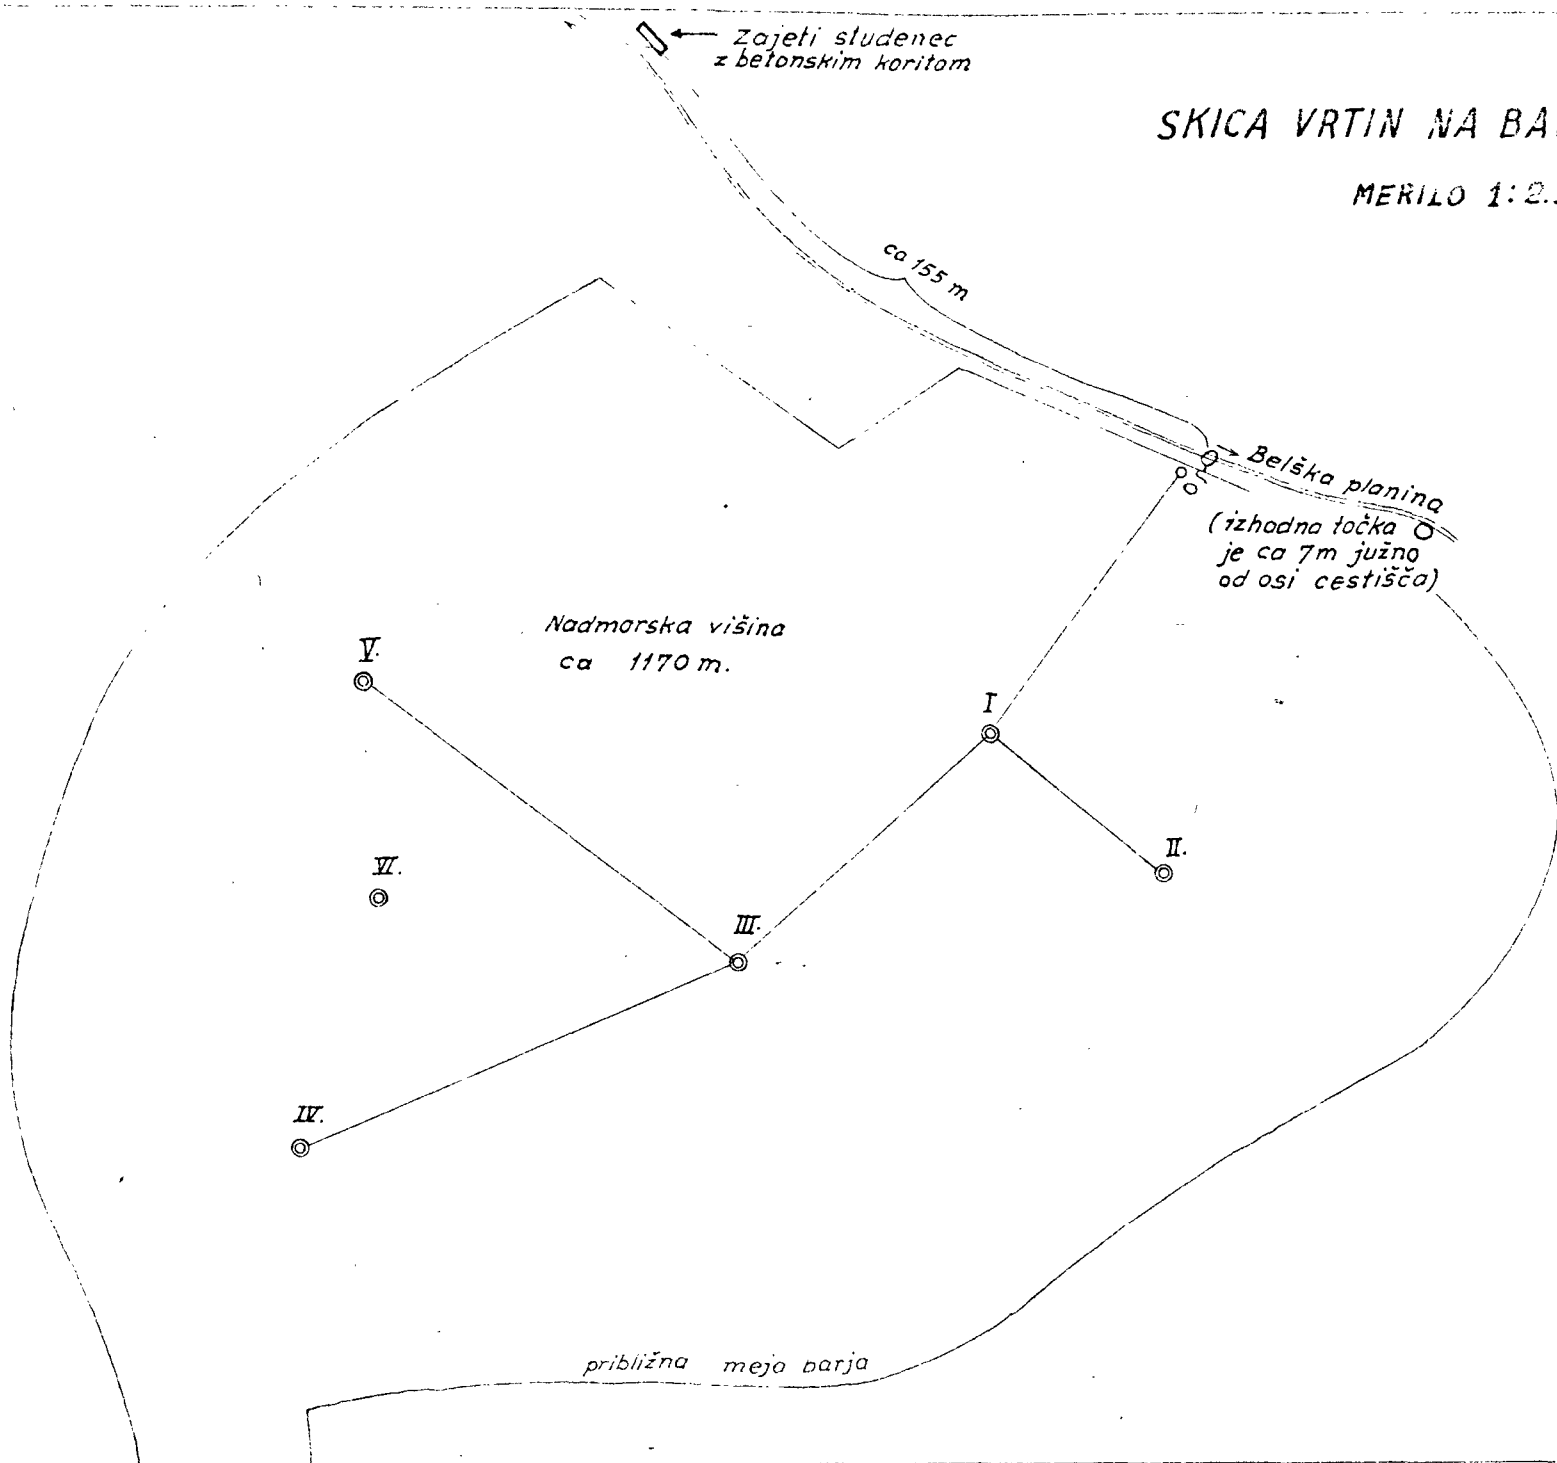 Zajeti studenec
z betonskim koritom
SKICA VRTIN NA
MERILO 1:2.
ca 155 m
Belška planina
(izhodna točka
je ca 7m južno
od osi cestišča)
Nadmorska višina
ca 1170 m.
V.
I
VI.
II.
III.
IV.
približna meja barja